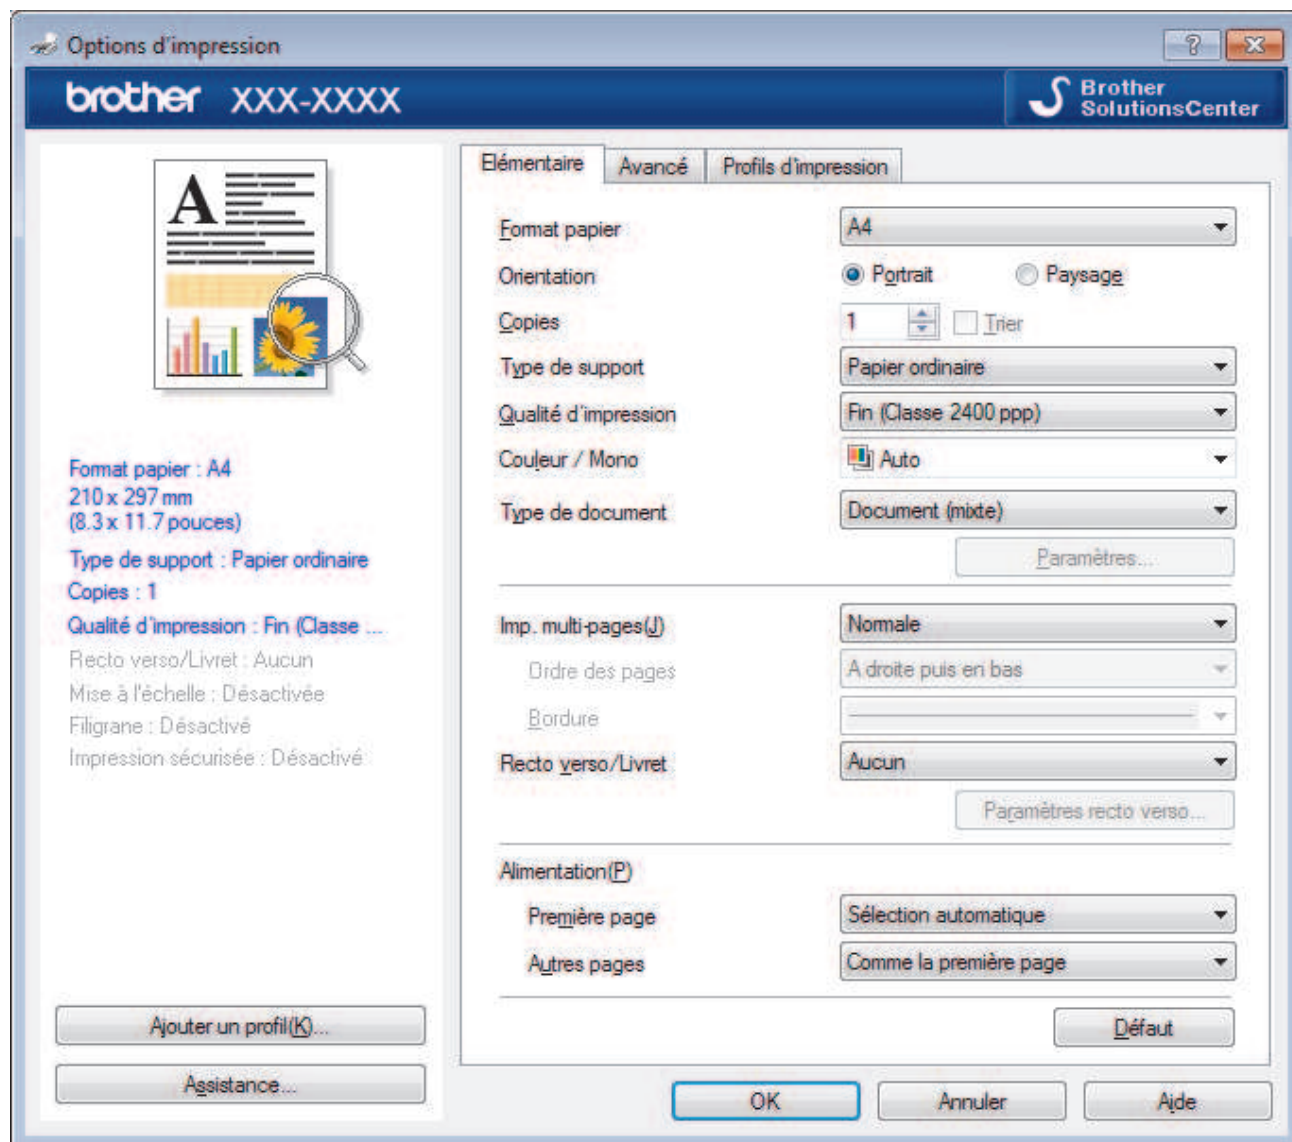 Options d'impression
brother XXX-XXXX
Brother
SolutionsCenter
A
Format papier : A4
210 x 297 mm
(8.3 x 11.7 pouces)
Type de support : Papier ordinaire
Copies : 1
Qualité d'impression : Fin (Classe ...
Recto verso/Livret : Aucun
Mise à l'échelle : Désactivée
Filigrane : Désactivé
Impression sécurisée : Désactivé
Ajouter un profil(K)...
Assistance...
Elémentaire Avancé Profils d'impression
Format papier A4
Orientation Portrait Paysage
Copies 1 Trier
Type de support Papier ordinaire
Qualité d'impression Fin (Classe 2400 ppp)
Couleur / Mono Auto
Type de document Document (mixte)
Paramètres...
Imp. multi-pages(J) Normale
Ordre des pages A droite puis en bas
Bordure
Recto verso/Livret Aucun
Paramètres recto verso...
Alimentation(P)
Première page Sélection automatique
Autres pages Comme la première page
Défaut
OK Annuler Aide